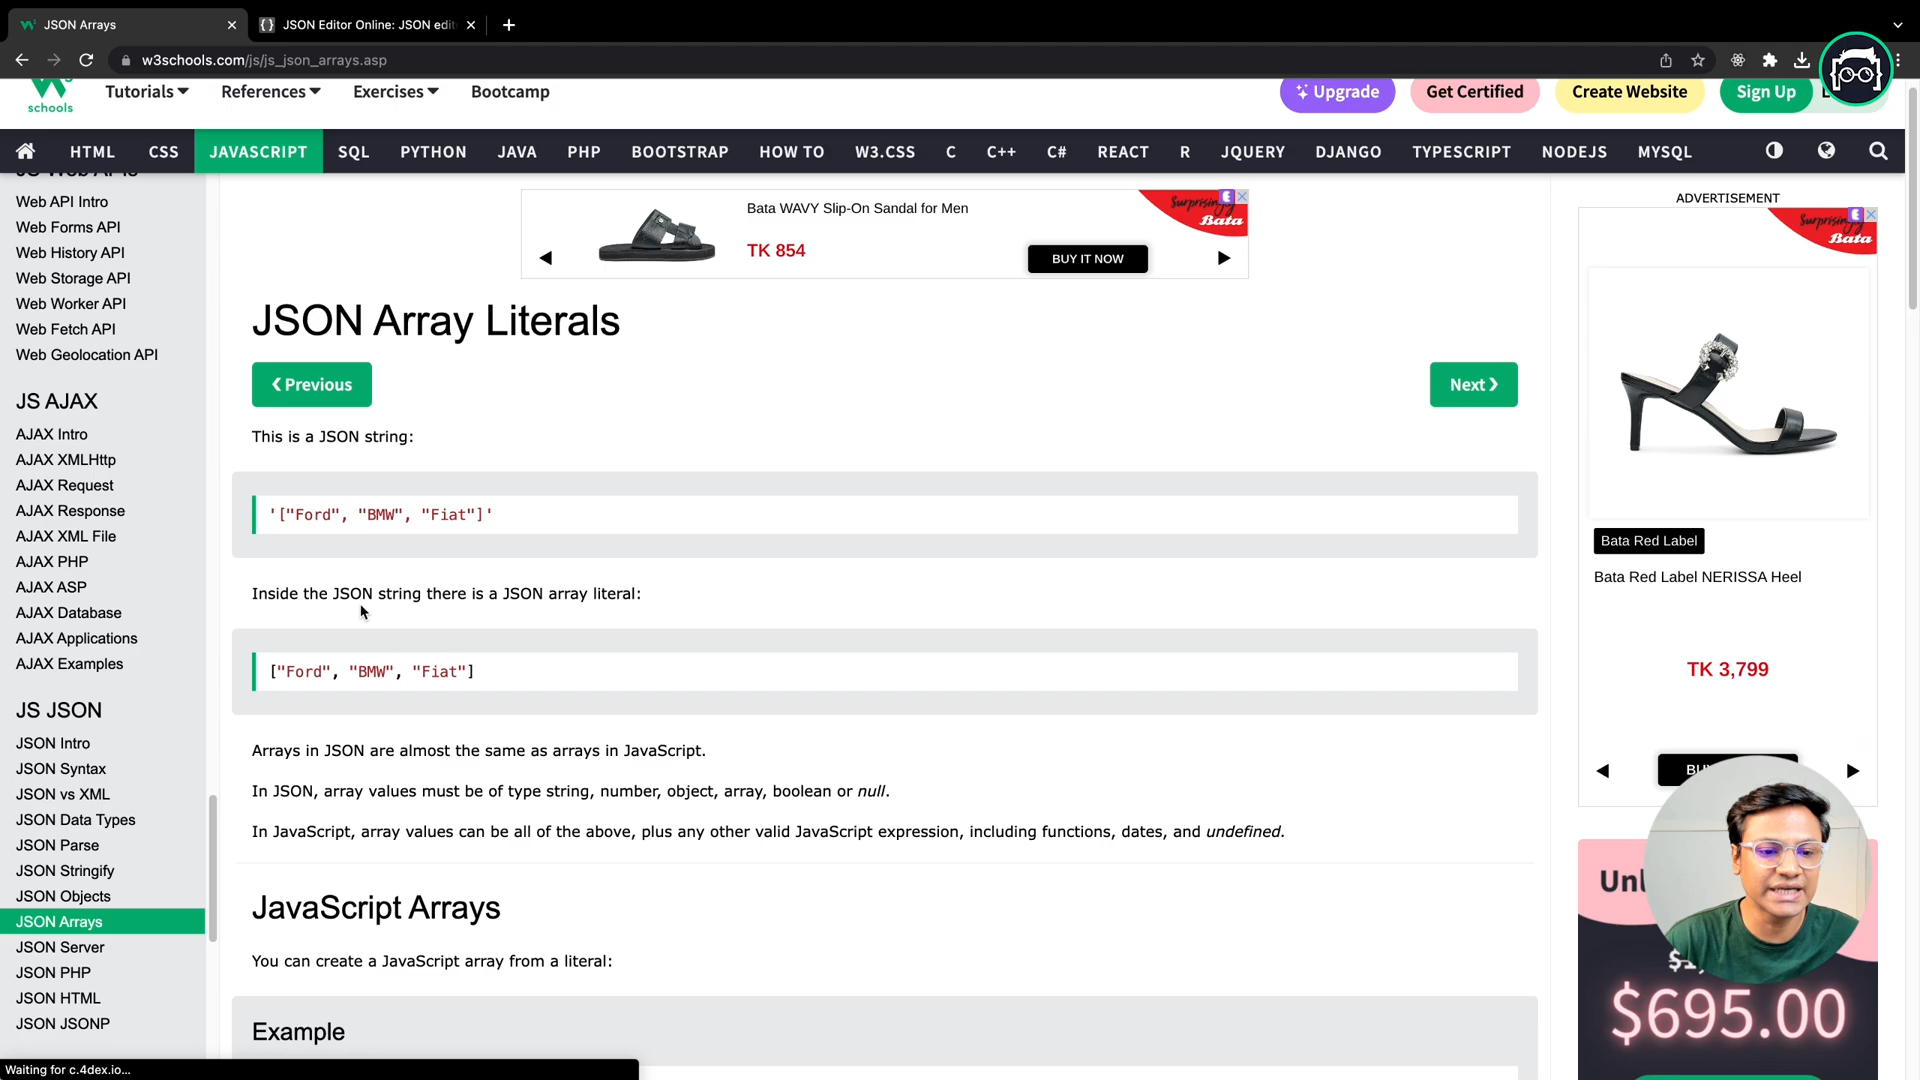 JSON Arrays
JSON Editor Online: JSON edit
w3schools.com/js/js_json_arrays.asp
schools
Tutorials
References
Exercises
Bootcamp
Upgrade
Get Certified
Create Website
Sign Up
HTML
CSS
JAVASCRIPT
SQL
PYTHON
JAVA
PHP
BOOTSTRAP
HOW TO
W3.CSS
C
C++
C#
REACT
R
JQUERY
DJANGO
TYPESCRIPT
NODEJS
MYSQL
JS Web APIs
Web API Intro
Web Forms API
Web History API
Web Storage API
Web Worker API
Web Fetch API
Web Geolocation API
JS AJAX
AJAX Intro
AJAX XMLHttp
AJAX Request
AJAX Response
AJAX XML File
AJAX PHP
AJAX ASP
AJAX Database
AJAX Applications
AJAX Examples
JS JSON
JSON Intro
JSON Syntax
JSON vs XML
JSON Data Types
JSON Parse
JSON Stringify
JSON Objects
JSON Arrays
JSON Server
JSON PHP
JSON HTML
JSON JSONP
Waiting for c.4dex.io...
Bata WAVY Slip-On Sandal for Men
TK 854
BUY IT NOW
Surprisingly
Bata
JSON Array Literals
❮ Previous
Next ❯
This is a JSON string:
'["Ford", "BMW", "Fiat"]'
Inside the JSON string there is a JSON array literal:
["Ford", "BMW", "Fiat"]
Arrays in JSON are almost the same as arrays in JavaScript.
In JSON, array values must be of type string, number, object, array, boolean or null.
In JavaScript, array values can be all of the above, plus any other valid JavaScript expression, including functions, dates, and undefined.
JavaScript Arrays
You can create a JavaScript array from a literal:
Example
ADVERTISEMENT
Surprisingly
Bata
Bata Red Label
Bata Red Label NERISSA Heel
TK 3,799
$695.00